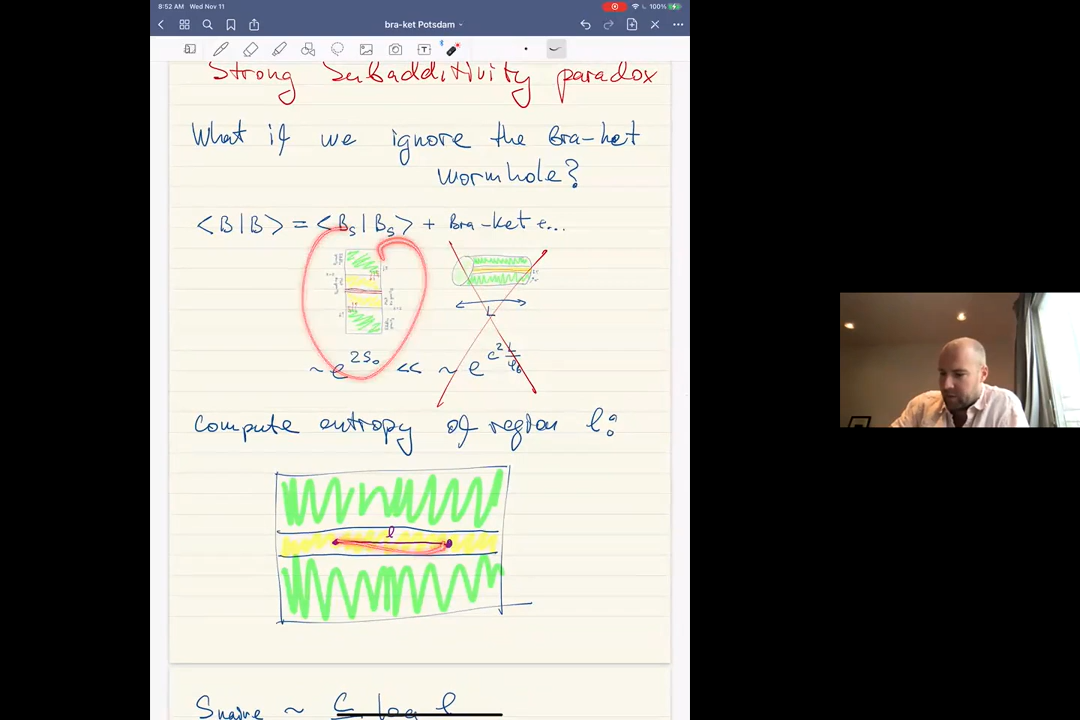 8:52 AM Wed Nov 11
100%
bra-ket Potsdam
Strong Subadditivity paradox
What if we ignore the Bra-ket
wormhole?
<B|B> = <B_S|B_S> + Bra-ket +...
L
~ e^{2S_0} << ~ e^{c^2 L/φ_b}
Compute entropy of region l:
l
S_naive ~ c log l